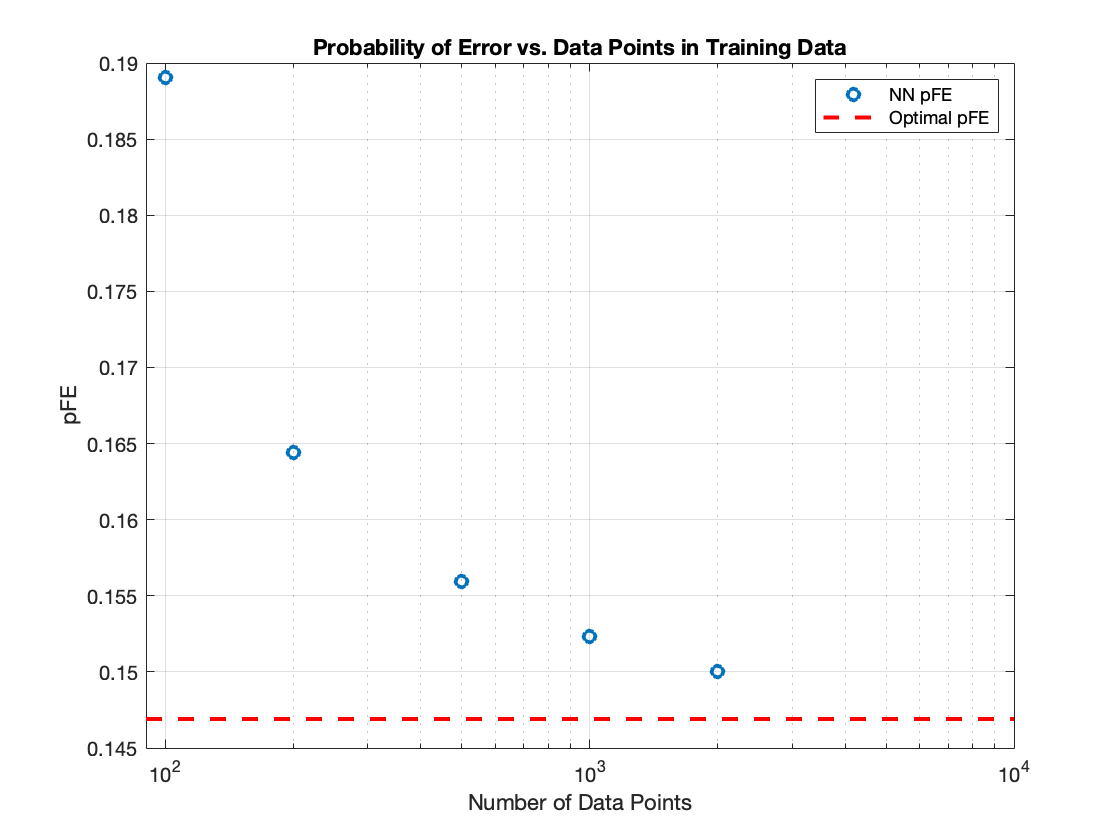 Probability of Error vs. Data Points in Training Data
NN pFE
Optimal pFE
0.19
0.185
0.18
0.175
0.17
0.165
0.16
0.155
0.15
0.145
pFE
10^2
10^3
10^4
Number of Data Points